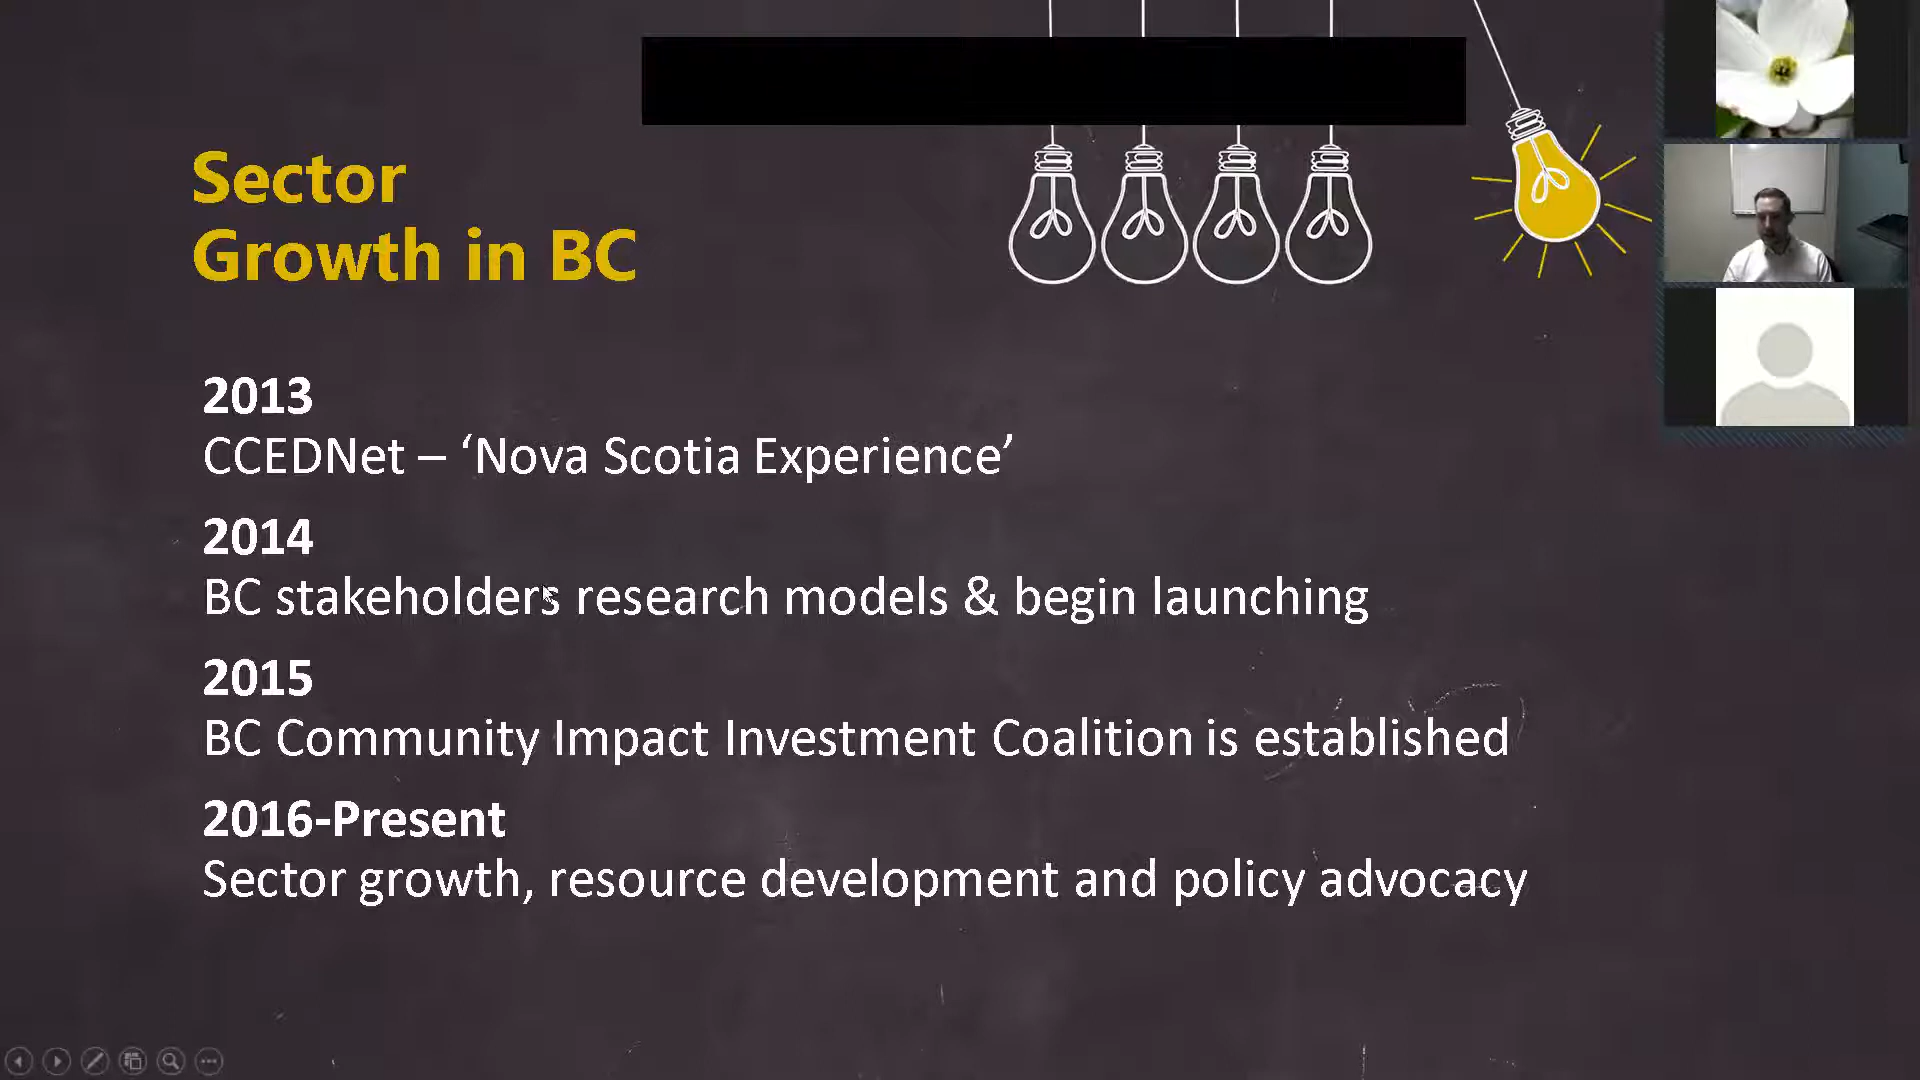 Sector
Growth in BC
2013
CCEDNet – ‘Nova Scotia Experience’
2014
BC stakeholders research models & begin launching
2015
BC Community Impact Investment Coalition is established
2016-Present
Sector growth, resource development and policy advocacy